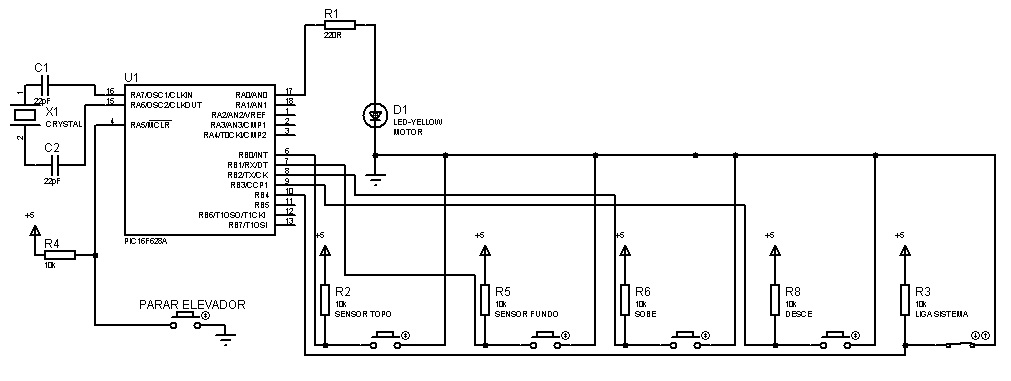 R1
220R
C1
22pF
U1
X1
CRYSTAL
C2
22pF
1
2
16
15
4
RA7/OSC1/CLKIN
RA6/OSC2/CLKOUT
RA5/MCLR
RA0/AN0
RA1/AN1
RA2/AN2/VREF
RA3/AN3/CMP1
RA4/T0CKI/CMP2
RB0/INT
RB1/RX/DT
RB2/TX/CK
RB3/CCP1
RB4
RB5
RB6/T1OSO/T1CKI
RB7/T1OSI
17
18
1
2
3
6
7
8
9
10
11
12
13
PIC16F628A
D1
LED-YELLOW
MOTOR
+5
R4
10k
PARAR ELEVADOR
+5
R2
10k
SENSOR TOPO
+5
R5
10k
SENSOR FUNDO
+5
R6
10k
SOBE
+5
R8
10k
DESCE
+5
R3
10k
LIGA SISTEMA